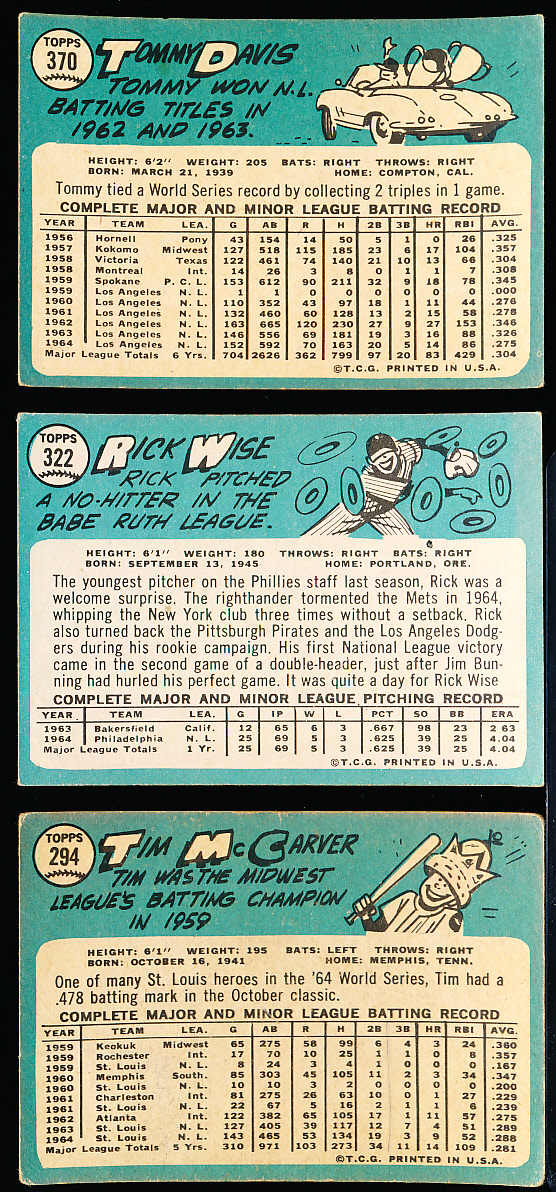 TOPPS
370
TOMMY DAVIS
TOMMY WON N.L.
BATTING TITLES IN
1962 AND 1963.
HEIGHT: 6'2" WEIGHT: 205 BATS: RIGHT THROWS: RIGHT
BORN: MARCH 21, 1939 HOME: COMPTON, CAL.
Tommy tied a World Series record by collecting 2 triples in 1 game.
COMPLETE MAJOR AND MINOR LEAGUE BATTING RECORD
YEAR TEAM LEA. G AB R H 2B 3B HR RBI AVG.
1956 Hornell Pony 43 154 14 50 5 1 0 26 .325
1957 Kokomo Midwest 127 518 115 185 23 6 17 104 .357
1958 Victoria Texas 122 461 74 140 21 10 13 66 .304
1958 Montreal Int. 14 26 3 8 0 1 1 7 .308
1959 Spokane P.C.L. 153 612 90 211 32 9 18 78 .345
1959 Los Angeles N. L. 1 1 0 0 0 0 0 0 .000
1960 Los Angeles N. L. 110 352 43 97 18 1 11 44 .276
1961 Los Angeles N. L. 132 460 60 128 13 2 15 58 .278
1962 Los Angeles N. L. 163 665 120 230 27 9 27 153 .346
1963 Los Angeles N. L. 146 556 69 181 19 3 16 88 .326
1964 Los Angeles N. L. 152 592 70 163 20 5 14 86 .275
Major League Totals 6 Yrs. 704 2626 362 799 97 20 83 429 .304
©T.C.G. PRINTED IN U.S.A.
TOPPS
322
RICK WISE
RICK PITCHED
A NO-HITTER IN THE
BABE RUTH LEAGUE.
HEIGHT: 6'1" WEIGHT: 180 THROWS: RIGHT BATS: RIGHT
BORN: SEPTEMBER 13, 1945 HOME: PORTLAND, ORE.
The youngest pitcher on the Phillies staff last season, Rick was a
welcome surprise. The righthander tormented the Mets in 1964,
whipping the New York club three times without a setback. Rick
also turned back the Pittsburgh Pirates and the Los Angeles Dodg-
ers during his rookie campaign. His first National League victory
came in the second game of a double-header, just after Jim Bun-
ning had hurled his perfect game. It was quite a day for Rick Wise
COMPLETE MAJOR AND MINOR LEAGUE PITCHING RECORD
YEAR TEAM LEA. G IP W L PCT SO BB ERA
1963 Bakersfield Calif. 12 65 6 3 .667 98 23 2 63
1964 Philadelphia N. L. 25 69 5 3 .625 39 25 4.04
Major League Totals 1 Yr. 25 69 5 3 .625 39 25 4.04
©T.C.G. PRINTED IN U.S.A.
TOPPS
294
TIM McCARVER
TIM WAS THE MIDWEST
LEAGUE'S BATTING CHAMPION
IN 1959
HEIGHT: 6'1" WEIGHT: 195 BATS: LEFT THROWS: RIGHT
BORN: OCTOBER 16, 1941 HOME: MEMPHIS, TENN.
One of many St. Louis heroes in the '64 World Series, Tim had a
.478 batting mark in the October classic.
COMPLETE MAJOR AND MINOR LEAGUE BATTING RECORD
YEAR TEAM LEA. G AB R H 2B 3B HR RBI AVG.
1959 Keokuk Midwest 65 275 58 99 6 4 3 24 .360
1959 Rochester Int. 17 70 10 25 1 1 0 8 .357
1959 St. Louis N. L. 8 24 3 4 1 0 0 0 .167
1960 Memphis South. 85 303 45 105 11 2 3 34 .347
1960 St. Louis N. L. 10 10 3 2 0 0 0 0 .200
1961 Charleston Int. 81 275 26 63 10 0 1 27 .229
1961 St. Louis N. L. 22 67 5 16 2 1 1 6 .239
1962 Atlanta Int. 122 382 65 105 17 1 11 57 .275
1963 St. Louis N. L. 127 405 39 117 12 7 4 51 .289
1964 St. Louis N. L. 143 465 53 134 19 3 9 52 .288
Major League Totals 5 Yrs. 310 971 103 273 34 11 14 109 .281
©T.C.G. PRINTED IN U.S.A.